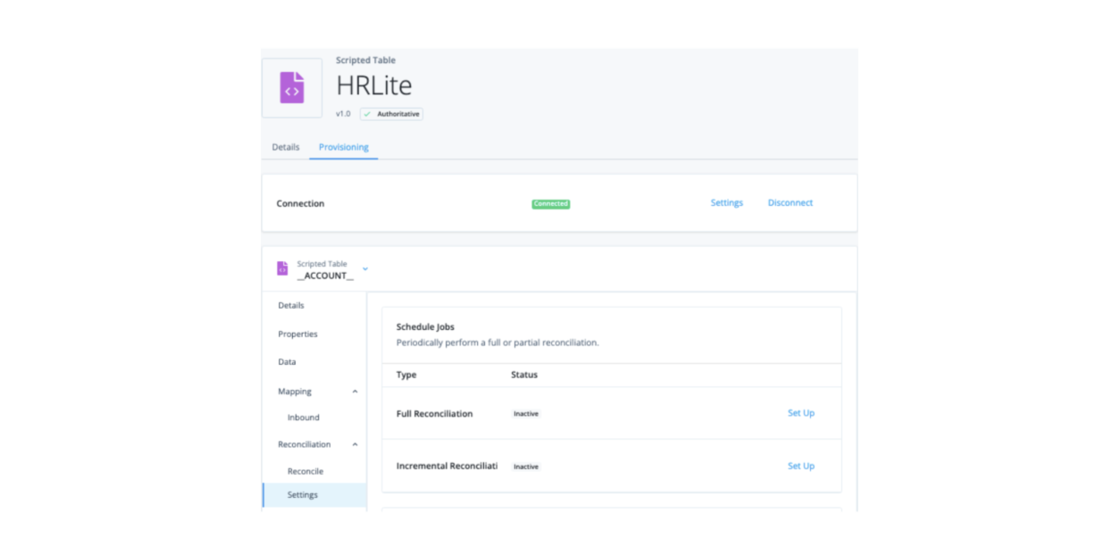 Scripted Table
HRLite
v1.0 Authoritative
Details Provisioning
Connection Connected Settings Disconnect
Scripted Table
__ACCOUNT__
Details
Properties
Data
Mapping
Inbound
Reconciliation
Reconcile
Settings
Schedule Jobs
Periodically perform a full or partial reconciliation.
Type Status
Full Reconciliation Inactive Set Up
Incremental Reconciliati Inactive Set Up